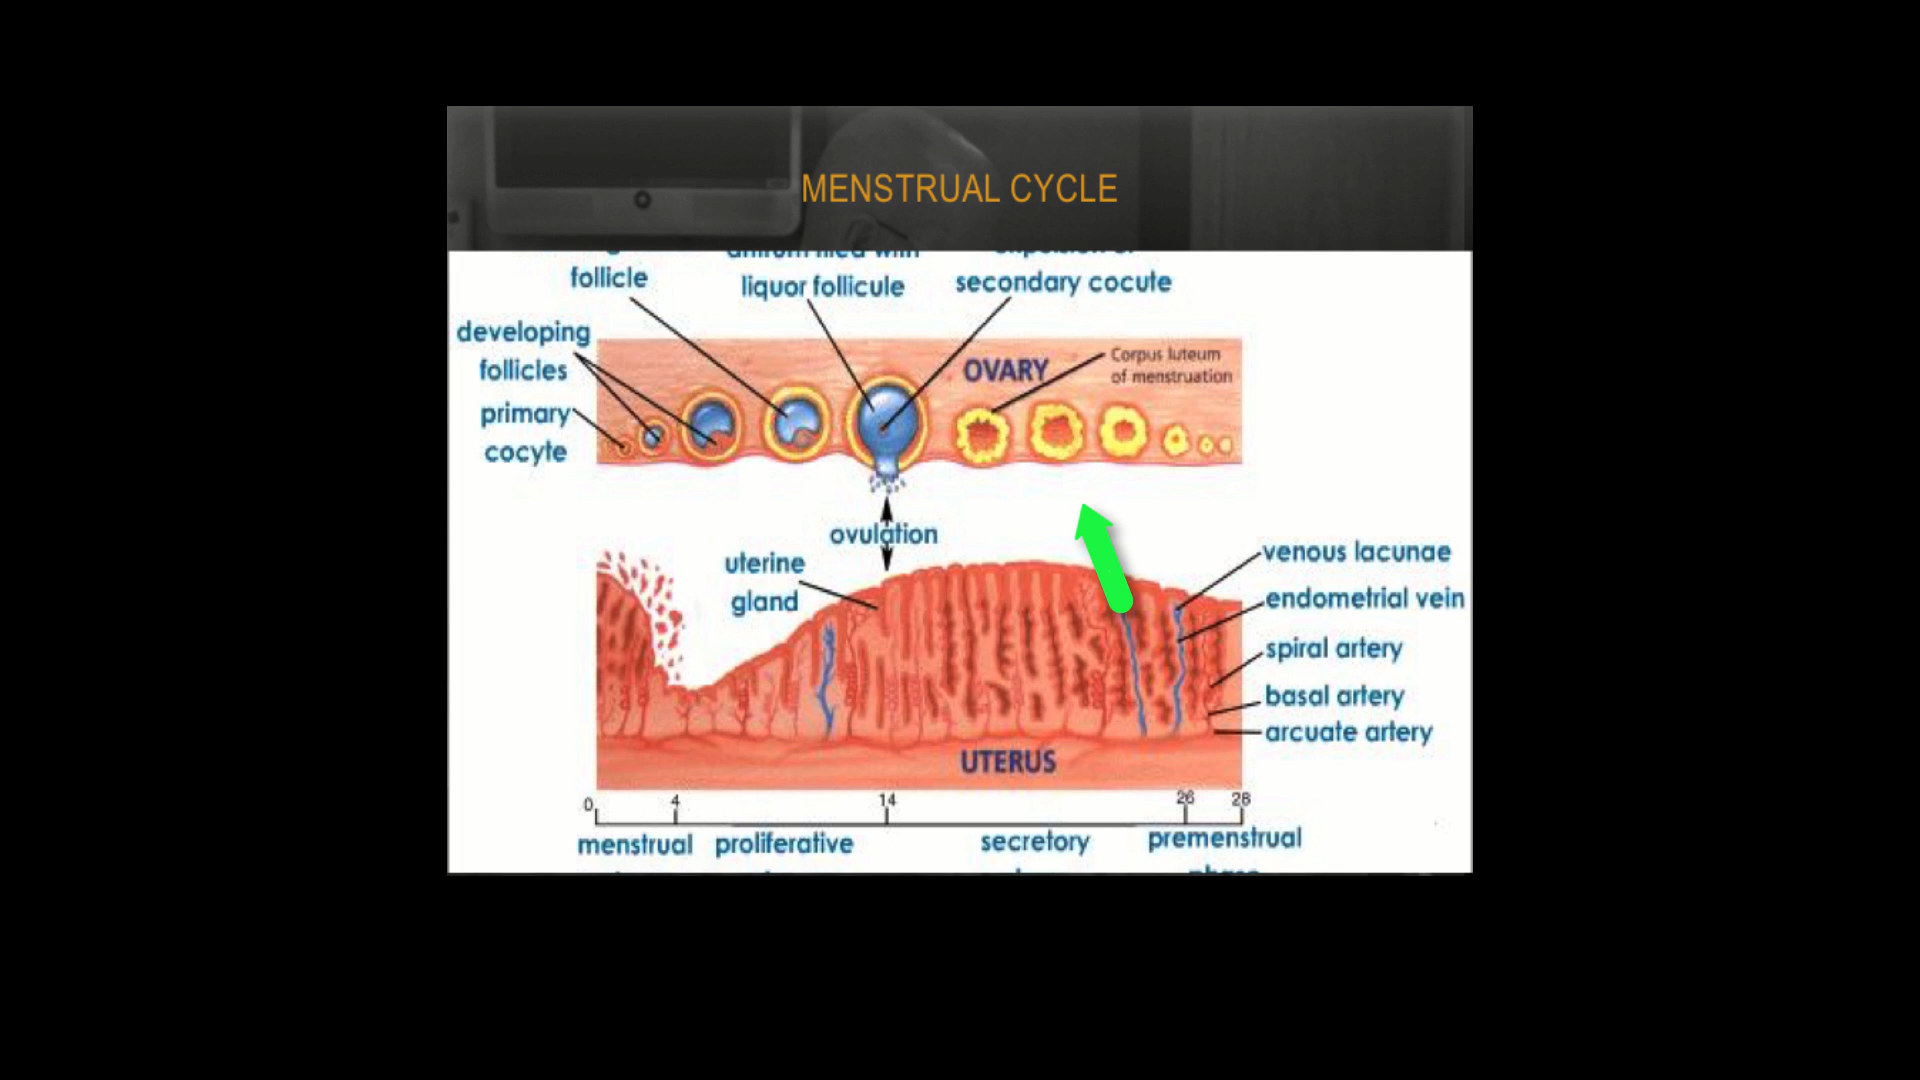 MENSTRUAL CYCLE
follicle
liquor follicule
secondary cocute
developing
follicles
primary
cocyte
OVARY
Corpus luteum
of menstruation
ovulation
uterine
gland
venous lacunae
endometrial vein
spiral artery
basal artery
arcuate artery
UTERUS
0 4 14 26 28
menstrual proliferative secretory premenstrual